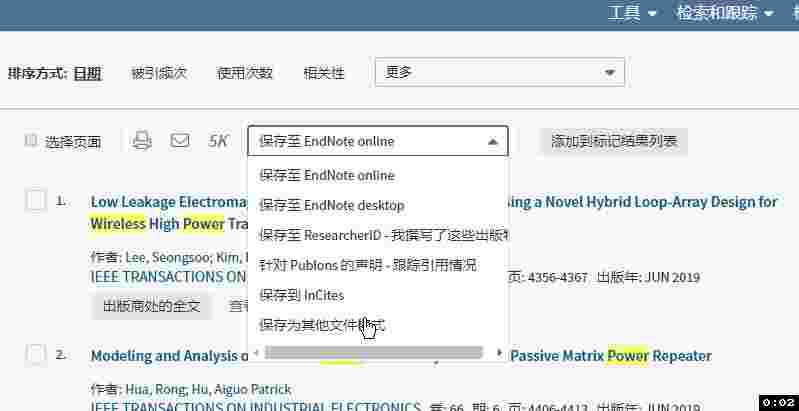 工具 检索和跟踪
排序方式: 日期 被引频次 使用次数 相关性 更多
选择页面 5K 保存至 EndNote online 添加到标记结果列表
保存至 EndNote online
保存至 EndNote desktop
保存至 ResearcherID - 我撰写了这些出版
针对 Publons 的声明 - 跟踪引用情况
保存到 InCites
保存为其他文件格式
1. Low Leakage Electroma sing a Novel Hybrid Loop-Array Design for
Wireless High Power Tra
作者: Lee, Seongsoo; Kim,
IEEE TRANSACTIONS ON 页: 4356-4367 出版年: JUN 2019
出版商处的全文 查看
2. Modeling and Analysis o Passive Matrix Power Repeater
作者: Hua, Rong; Hu, Aiguo Patrick
IEEE TRANSACTIONS ON INDUSTRIAL ELECTRONICS 卷: 66 期: 6 页: 4406-4413 出版年: JUN 2019
0:02